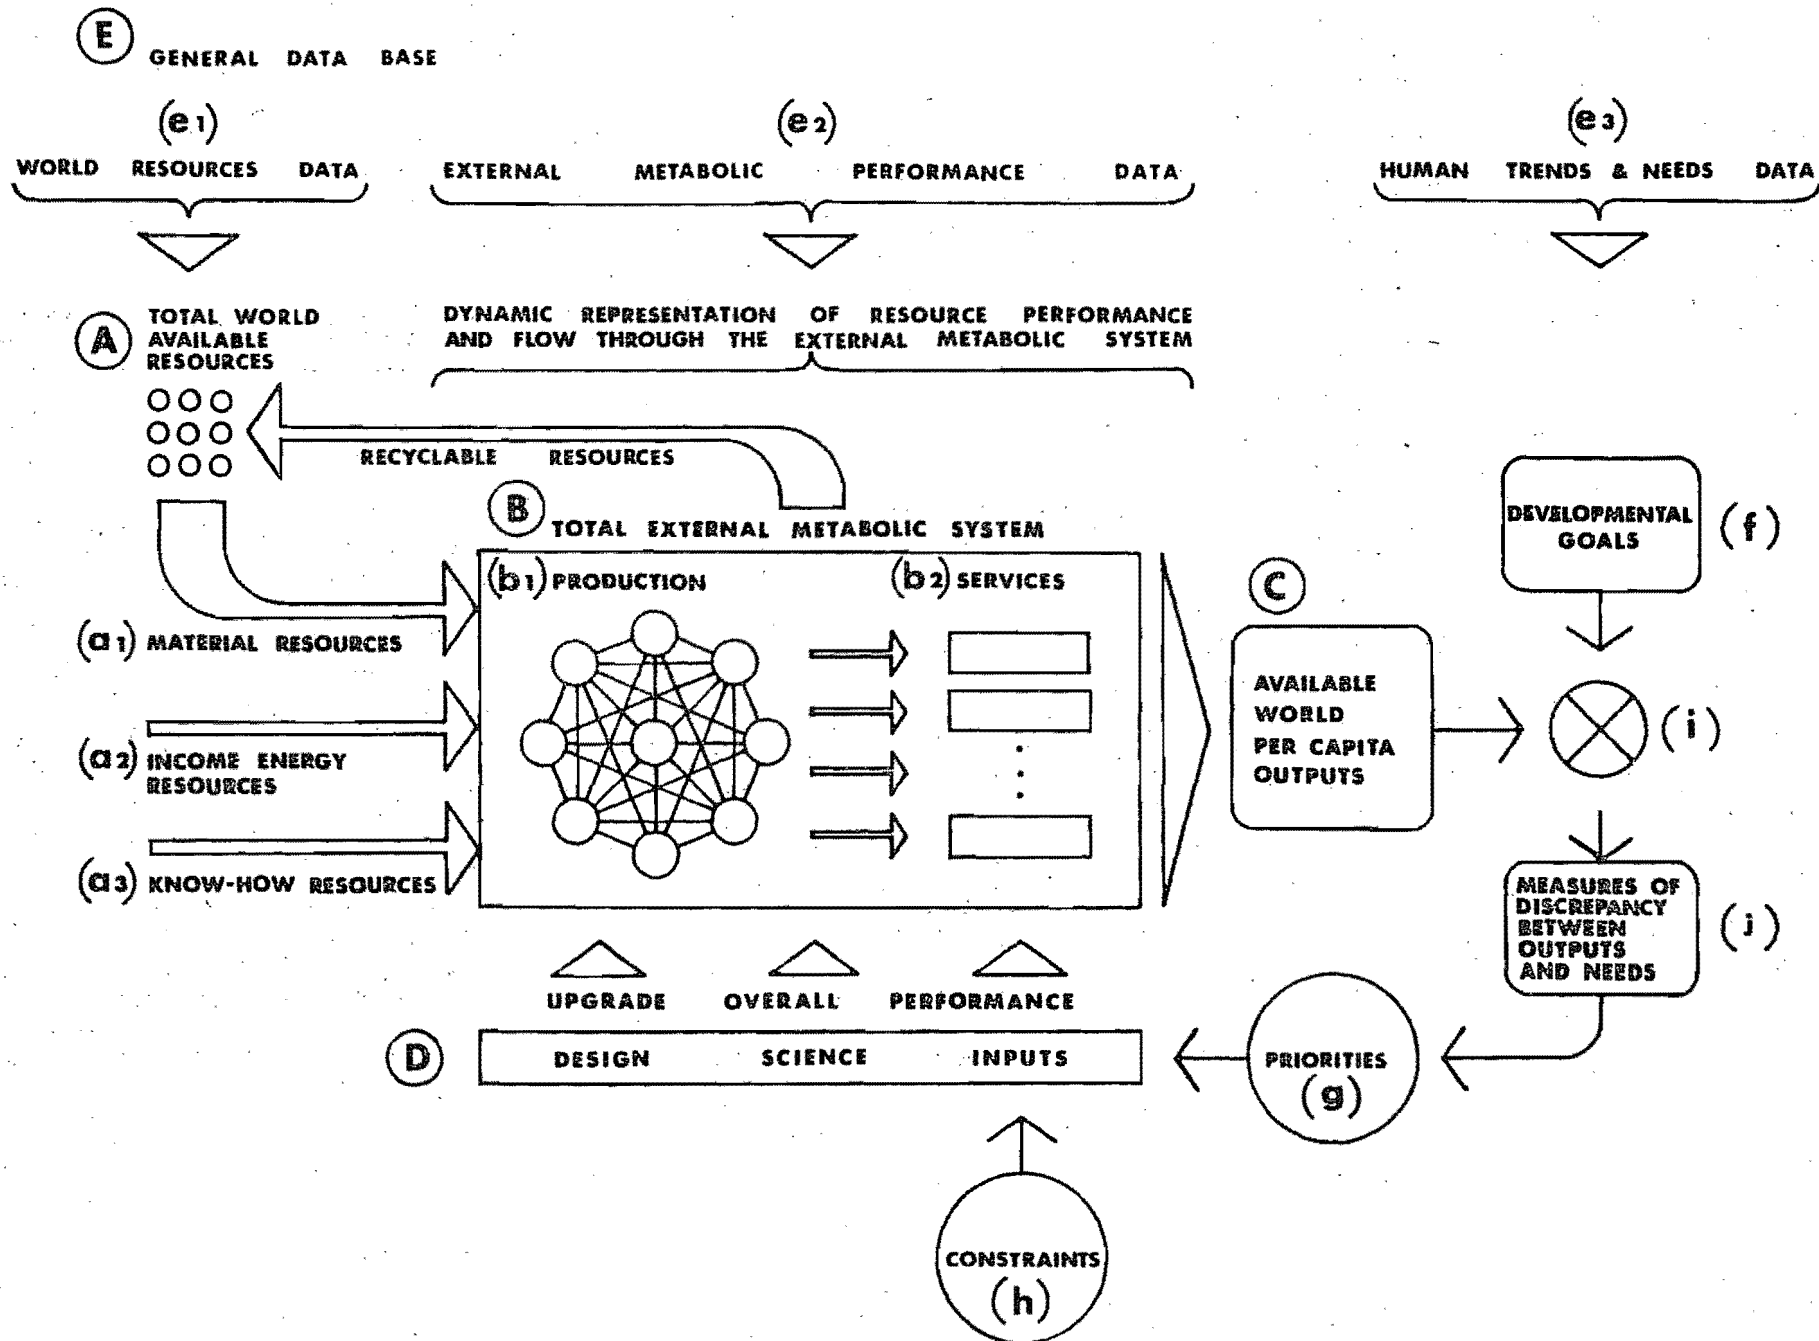 E
GENERAL DATA BASE
(e1)
(e2)
(e3)
WORLD RESOURCES DATA
EXTERNAL METABOLIC PERFORMANCE DATA
HUMAN TRENDS & NEEDS DATA
A
TOTAL WORLD
AVAILABLE
RESOURCES
DYNAMIC REPRESENTATION OF RESOURCE PERFORMANCE
AND FLOW THROUGH THE EXTERNAL METABOLIC SYSTEM
RECYCLABLE RESOURCES
B
TOTAL EXTERNAL METABOLIC SYSTEM
(b1) PRODUCTION
(b2) SERVICES
(a1) MATERIAL RESOURCES
(a2) INCOME ENERGY
RESOURCES
(a3) KNOW-HOW RESOURCES
C
AVAILABLE
WORLD
PER CAPITA
OUTPUTS
DEVELOPMENTAL
GOALS
(f)
(i)
MEASURES OF
DISCREPANCY
BETWEEN
OUTPUTS
AND NEEDS
(j)
UPGRADE OVERALL PERFORMANCE
D
DESIGN SCIENCE INPUTS
PRIORITIES
(g)
CONSTRAINTS
(h)